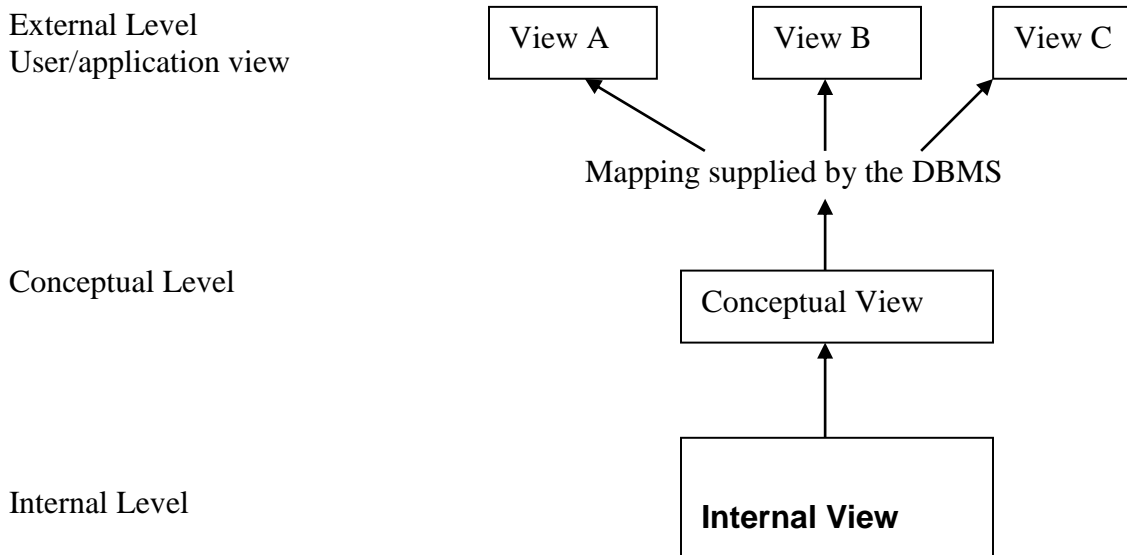 External Level
User/application view
View A
View B
View C
Mapping supplied by the DBMS
Conceptual Level
Conceptual View
Internal Level
Internal View